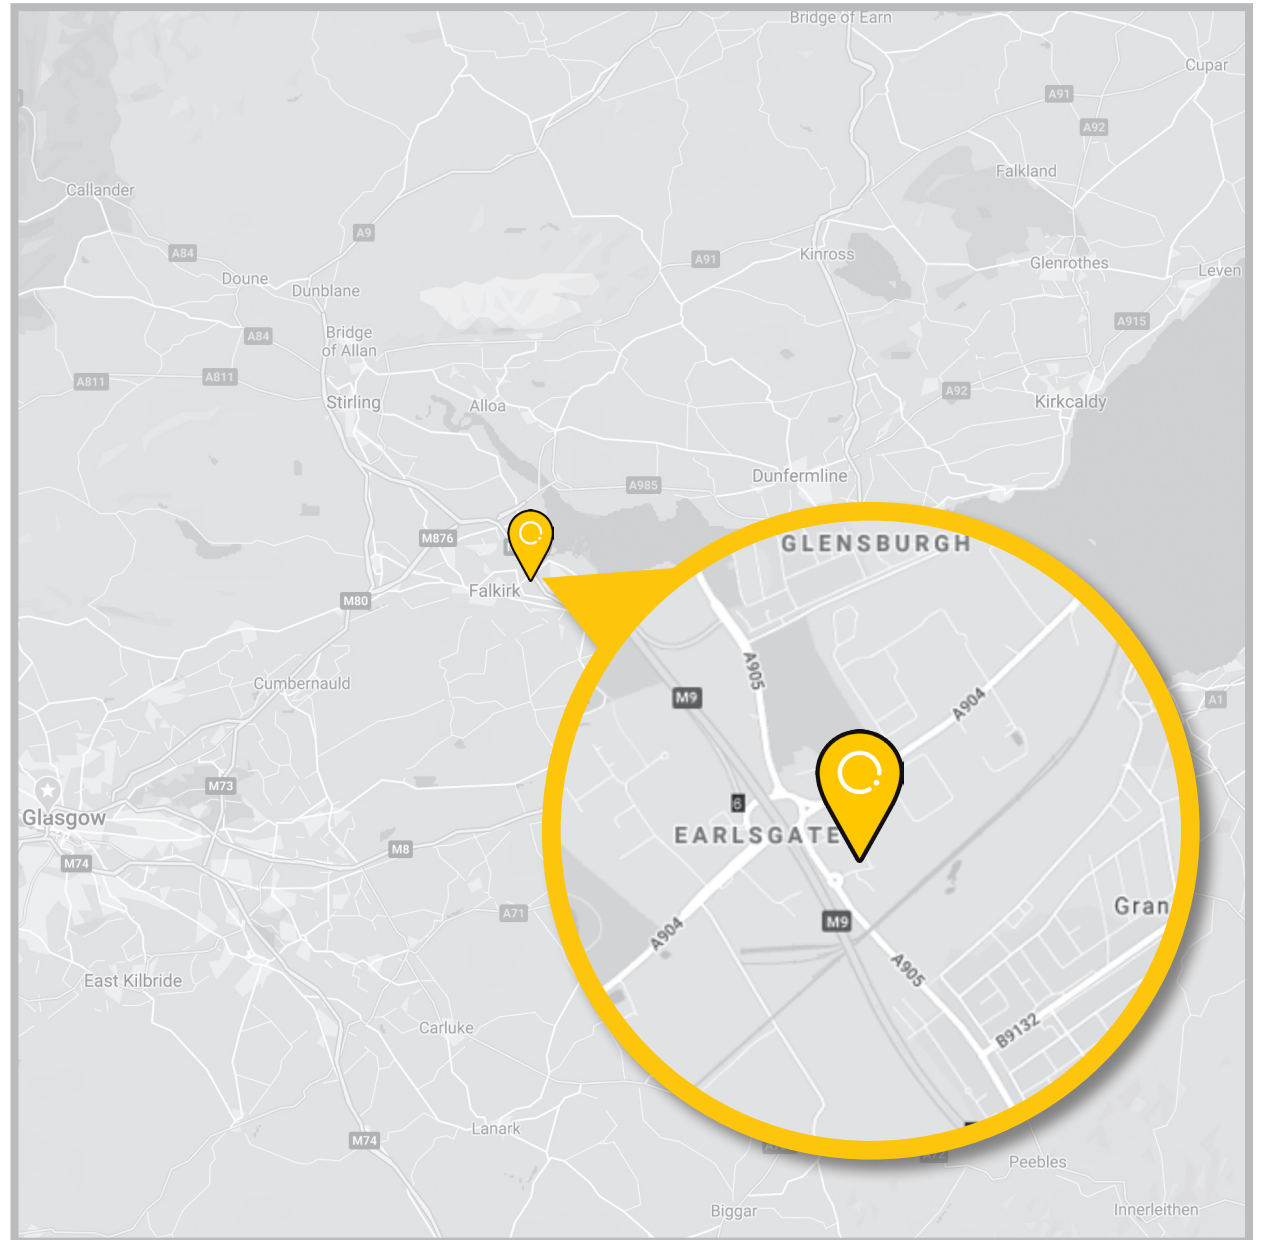 Bridge of Earn
Cupar
A91
A92
Falkland
Callander
A9
A84
Kinross
A91
Glenrothes
Leven
Doune
Dunblane
A915
Bridge
of Allan
A84
A811
A811
A92
Stirling
Alloa
Kirkcaldy
Dunfermline
A985
M876
GLENSBURGH
Falkirk
M80
A905
Cumbernauld
M9
A904
A1
M73
6
Glasgow
EARLSGATE
M8
M74
Gran
A71
M9
A904
A905
East Kilbride
Carluke
B9132
Lanark
M74
A72
Peebles
Biggar
Innerleithen